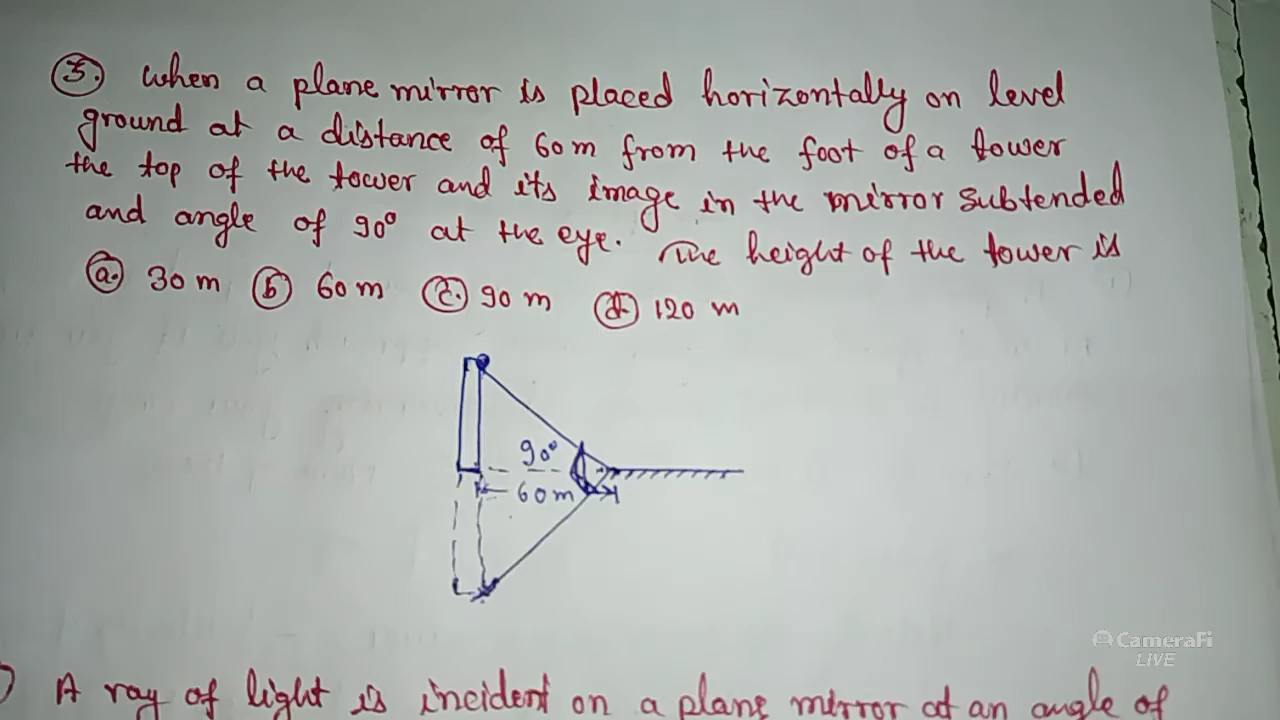 5. When a plane mirror is placed horizontally on level
ground at a distance of 60 m from the foot of a tower
the top of the tower and its image in the mirror subtended
and angle of 90° at the eye. The height of the tower is
a. 30 m b 60 m c. 90 m d. 120 m
90°
60 m
CameraFi
LIVE
A ray of light is incident on a plane mirror at an angle of